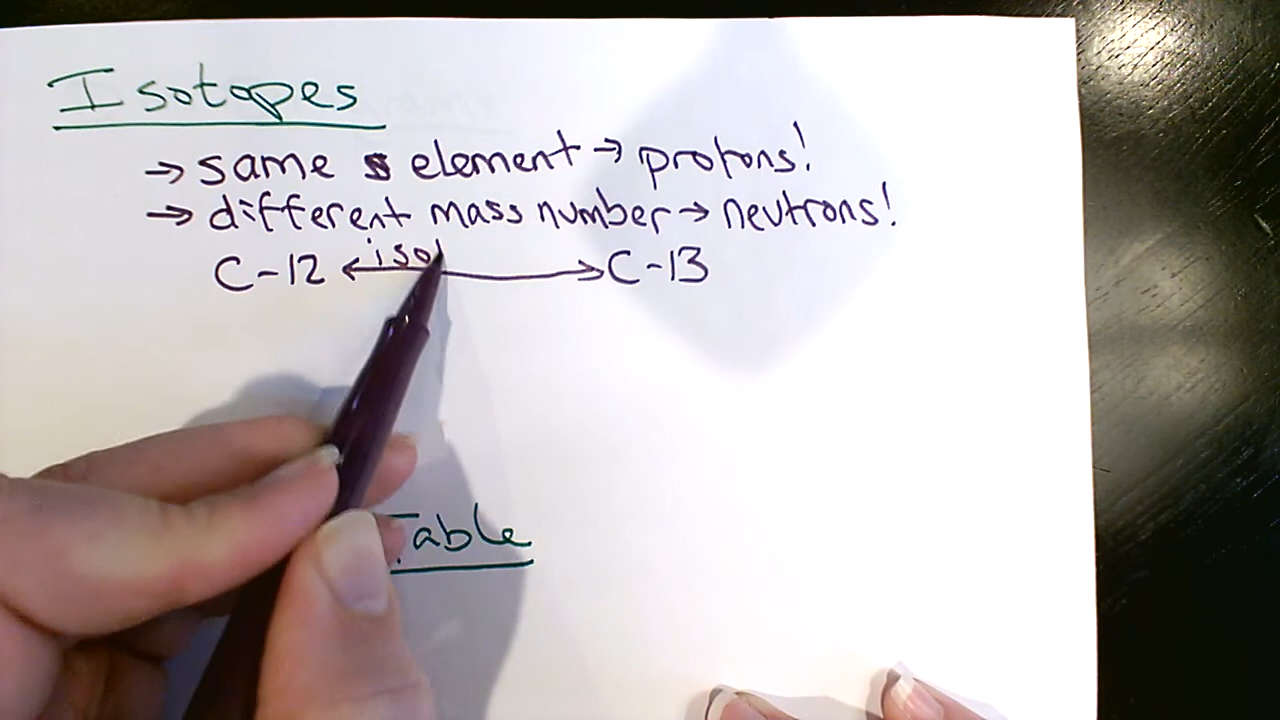 Isotopes
→ same element → protons!
→ different mass number → neutrons!
C-12 ←iso→ C-13
Table